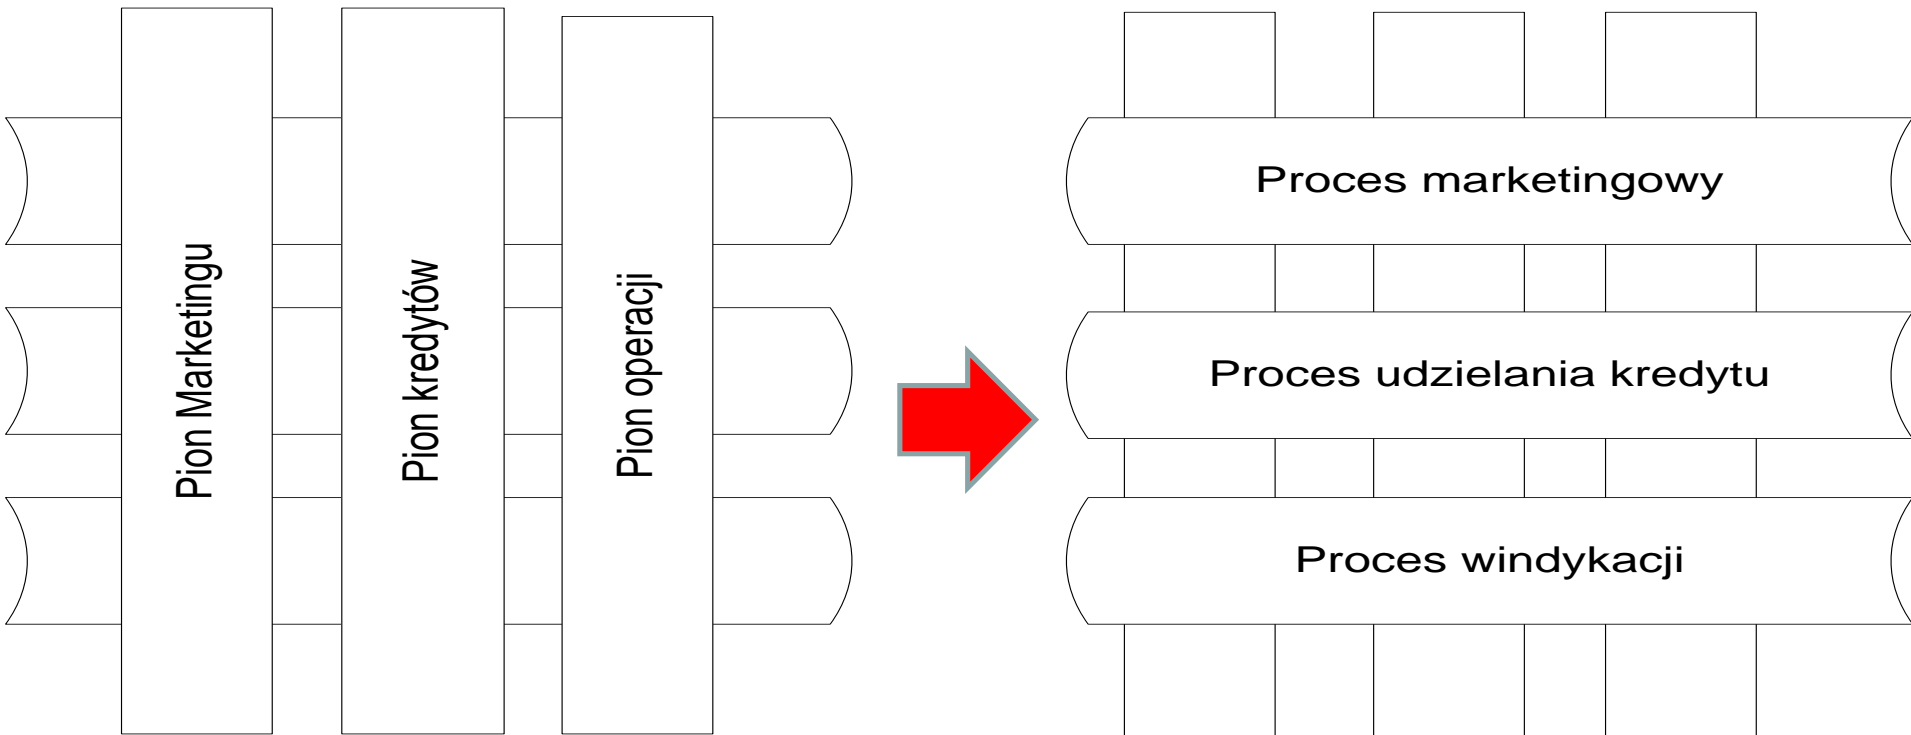 Pion Marketingu
Pion kredytów
Pion operacji
Proces marketingowy
Proces udzielania kredytu
Proces windykacji